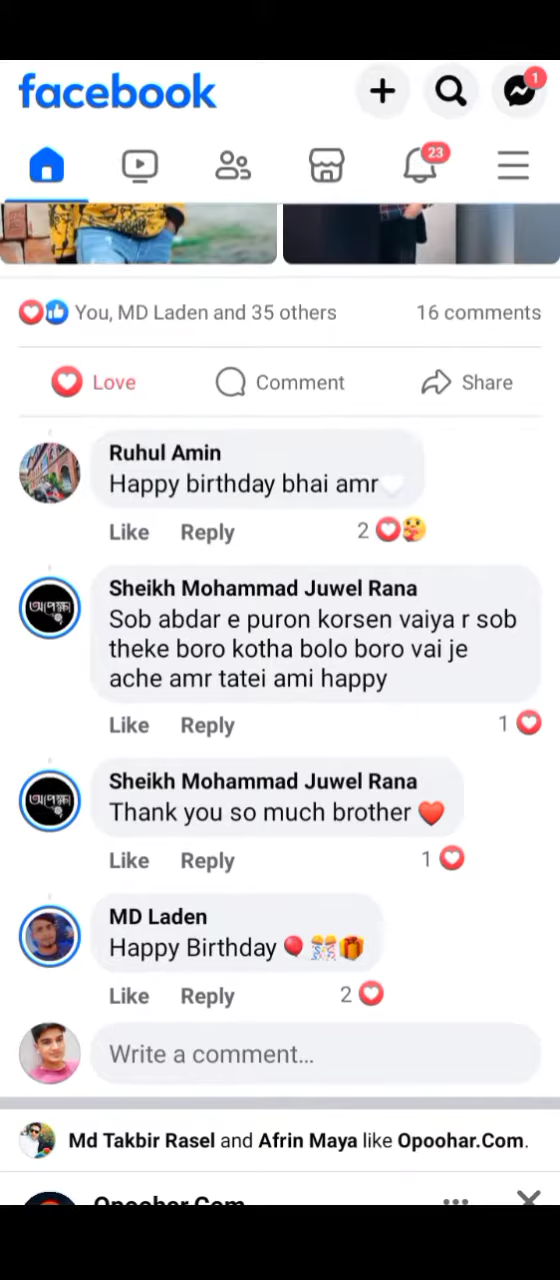 facebook
1
23
You, MD Laden and 35 others
16 comments
Love
Comment
Share
Ruhul Amin
Happy birthday bhai amr
Like Reply
2
অপেক্ষা
Sheikh Mohammad Juwel Rana
Sob abdar e puron korsen vaiya r sob
theke boro kotha bolo boro vai je
ache amr tatei ami happy
Like Reply
1
অপেক্ষা
Sheikh Mohammad Juwel Rana
Thank you so much brother ❤️
Like Reply
1
MD Laden
Happy Birthday 🎈🎊🎁
Like Reply
2
Write a comment...
Md Takbir Rasel and Afrin Maya like Opoohar.Com.
Opoohar.Com